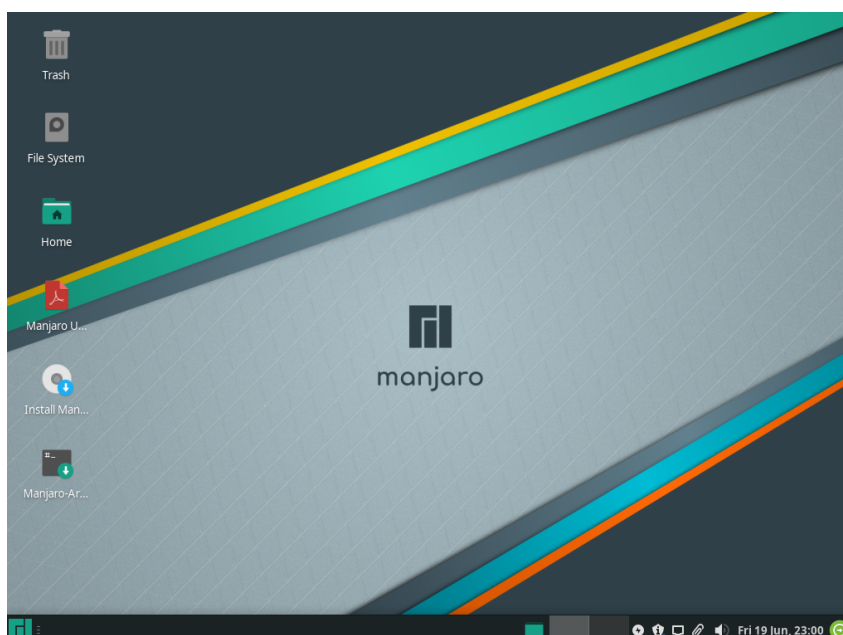 Trash
File System
Home
Manjaro U...
Install Man...
Manjaro-Ar...
manjaro
Fri 19 Jun, 23:00